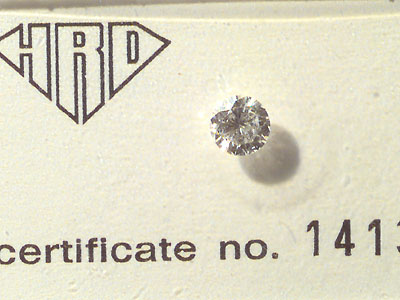 HRD
certificate no. 1413